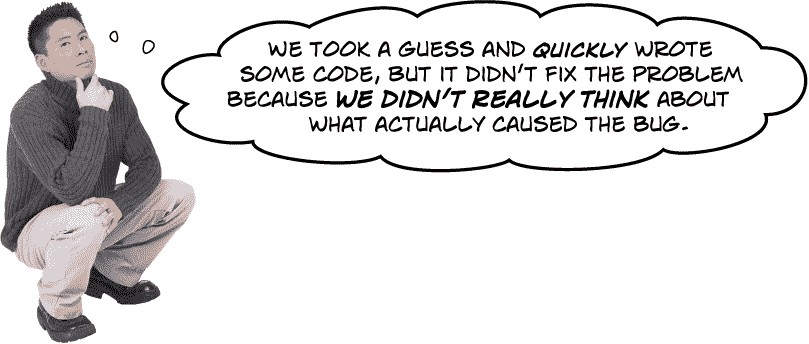 WE TOOK A GUESS AND QUICKLY WROTE
SOME CODE, BUT IT DIDN'T FIX THE PROBLEM
BECAUSE WE DIDN'T REALLY THINK ABOUT
WHAT ACTUALLY CAUSED THE BUG.